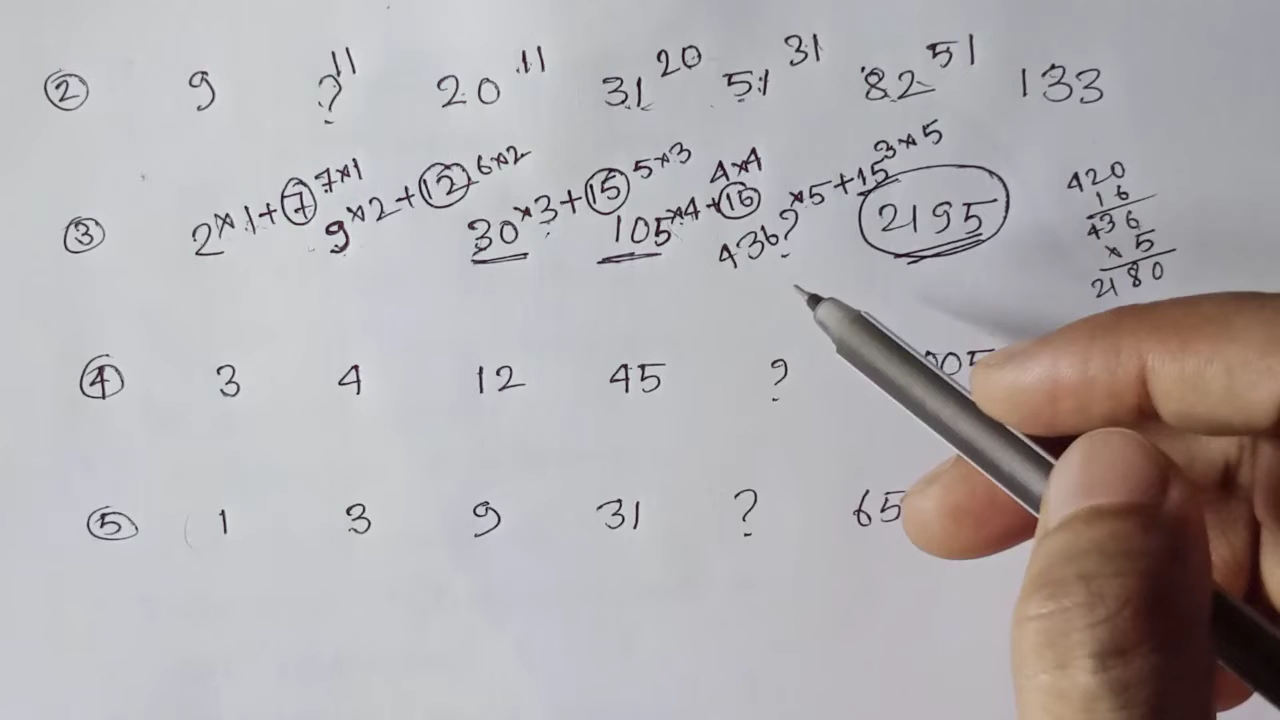 ② 9 ? 11 20 11 31 20 51 31 82 51 133
③ 2 ×1+7 7×1 9 ×2+12 6×2 30 ×3+15 5×3 105 ×4+16 4×4 436? ×5+15 3×5 2195
420
16
436
×5
2180
④ 3 4 12 45 ? 005
⑤ 1 3 9 31 ? 65